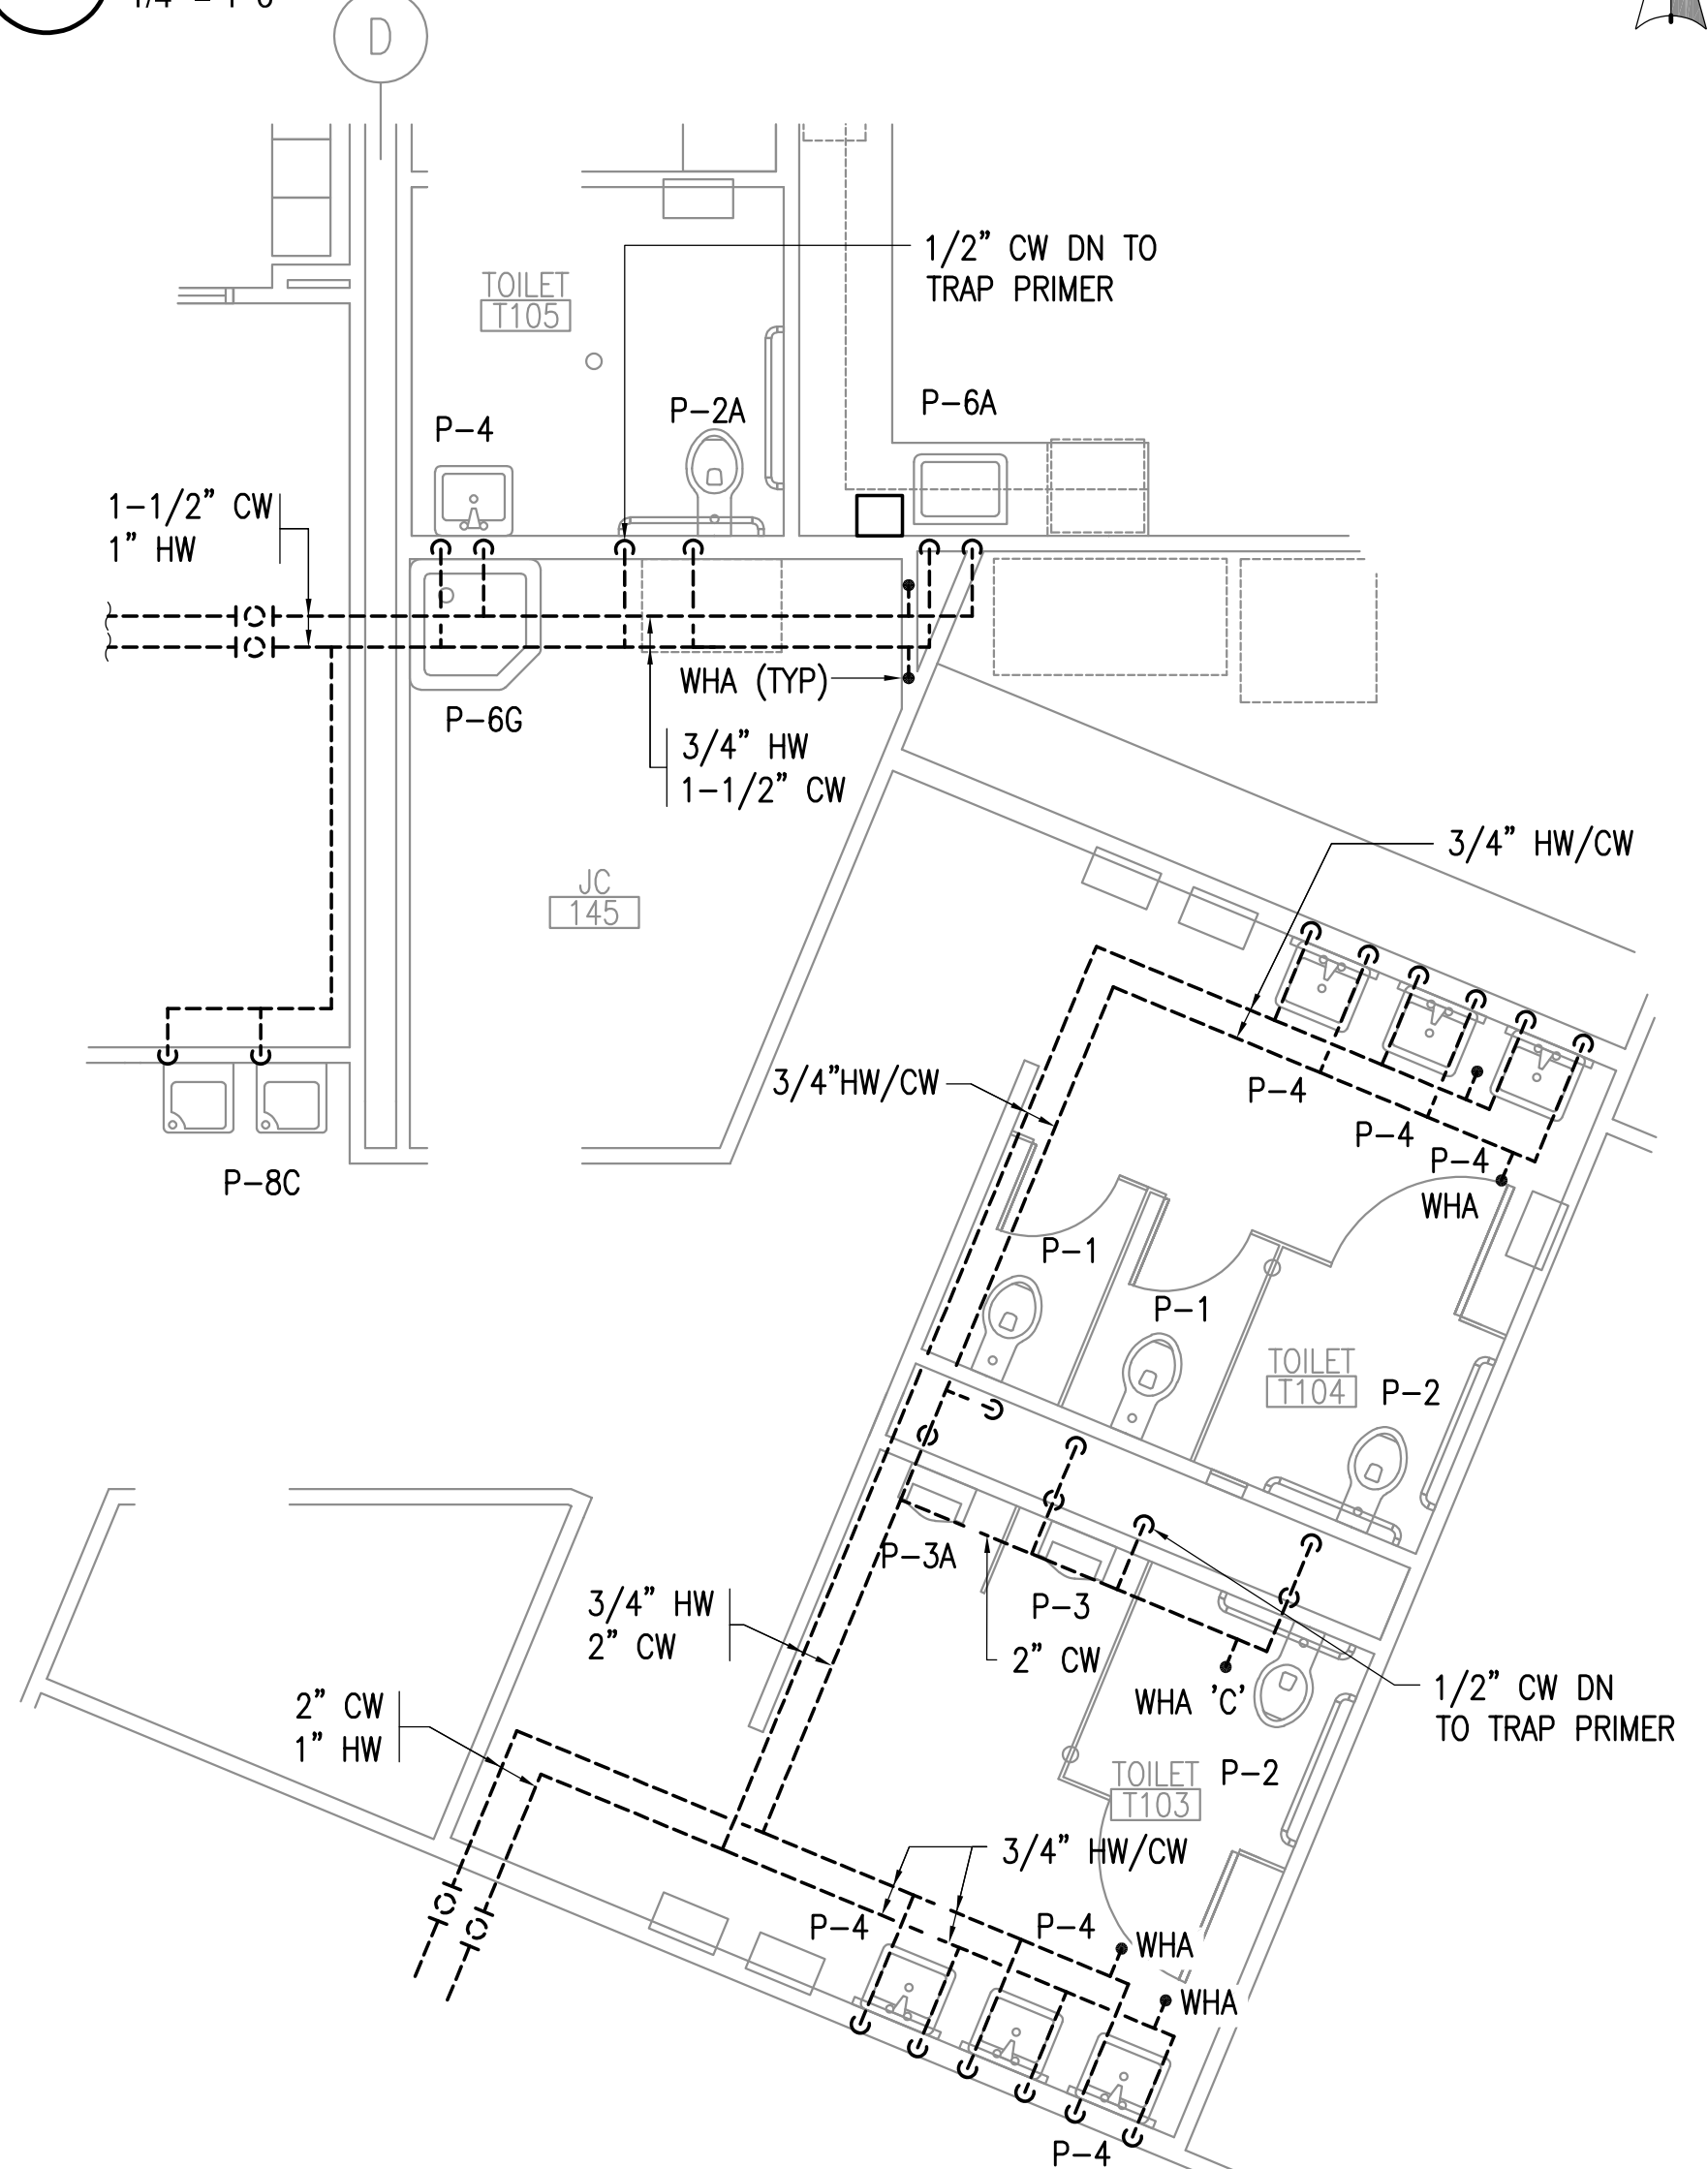 1/4" = 1'-0"
D
1/2" CW DN TO
TRAP PRIMER
TOILET
T105
P-4
P-2A
P-6A
1-1/2" CW
1" HW
WHA (TYP)
P-6G
3/4" HW
1-1/2" CW
3/4" HW/CW
JC
145
3/4"HW/CW
P-4
P-4
P-4
WHA
P-8C
P-1
P-1
TOILET
T104
P-2
P-3A
P-3
3/4" HW
2" CW
2" CW
WHA 'C'
1/2" CW DN
TO TRAP PRIMER
2" CW
1" HW
TOILET
T103
P-2
3/4" HW/CW
P-4
P-4
WHA
WHA
P-4